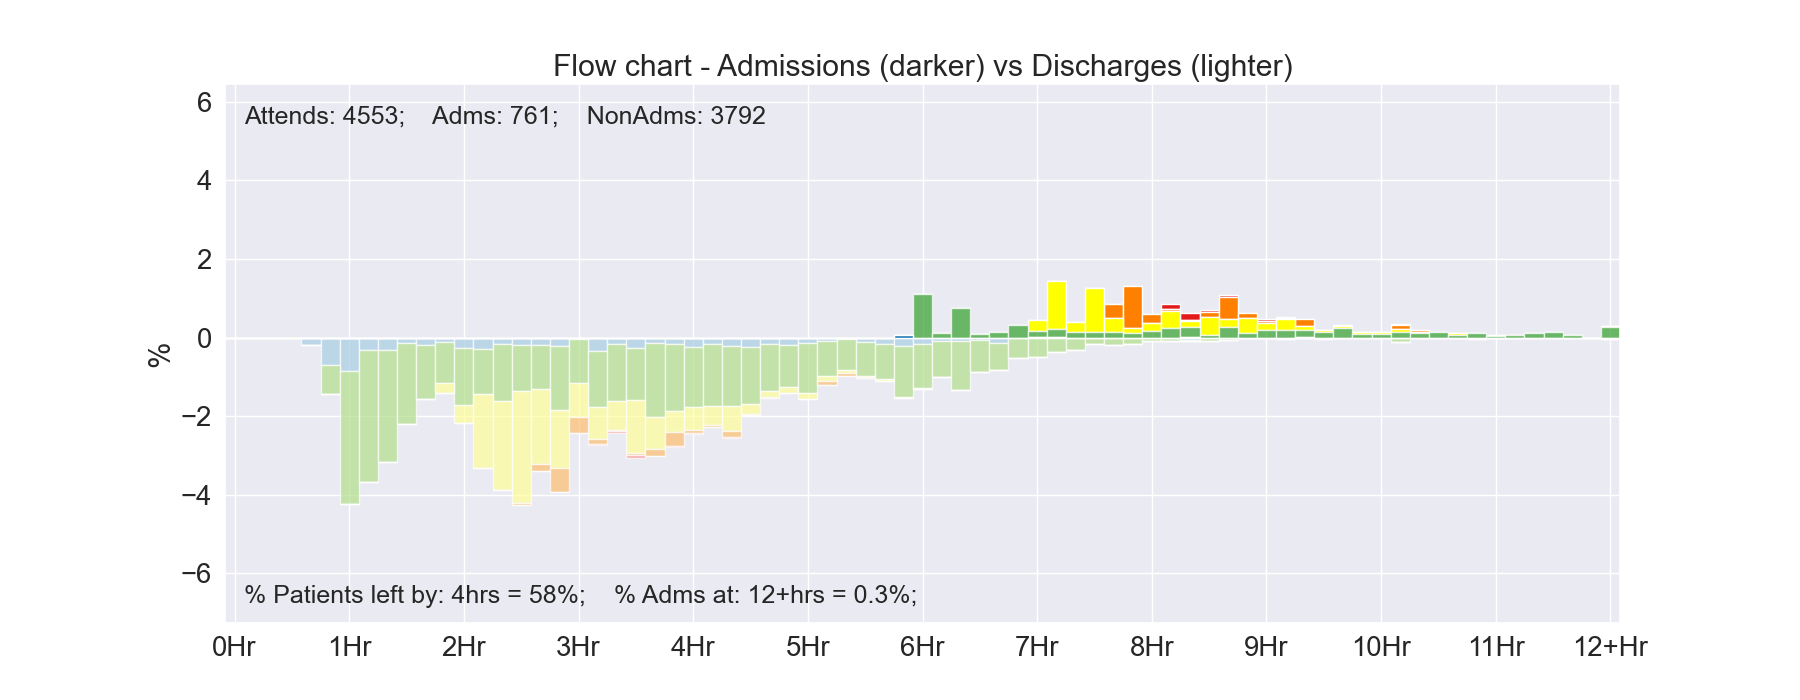 Flow chart - Admissions (darker) vs Discharges (lighter)
6
Attends: 4553; Adms: 761; NonAdms: 3792
4
2
0
%
−2
−4
−6
% Patients left by: 4hrs = 58%; % Adms at: 12+hrs = 0.3%;
0Hr 1Hr 2Hr 3Hr 4Hr 5Hr 6Hr 7Hr 8Hr 9Hr 10Hr 11Hr 12+Hr